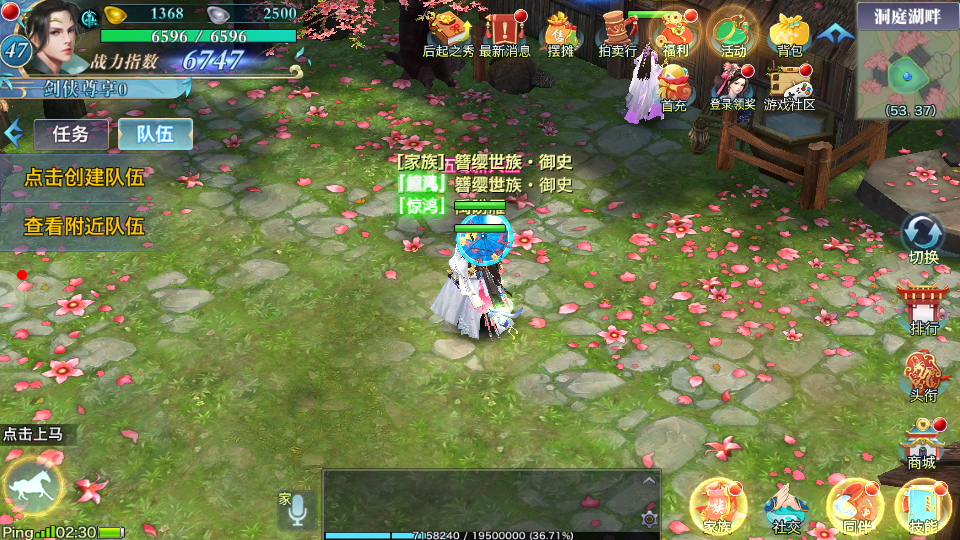 47
1368
2500
6596 / 6596
战力指数 6747
剑侠尊享0
任务
队伍
点击创建队伍
查看附近队伍
后起之秀
最新消息
摆摊
拍卖行
福利
活动
背包
首充
登录领奖
游戏社区
洞庭湖畔
(53, 37)
[家族] 簪缨世族·御史
簪缨世族·御史
「惊鸿」
切换
排行
头衔
商城
点击上马
家
家族
社交
同伴
技能
Ping 02:30
7158240 / 19500000 (36.71%)